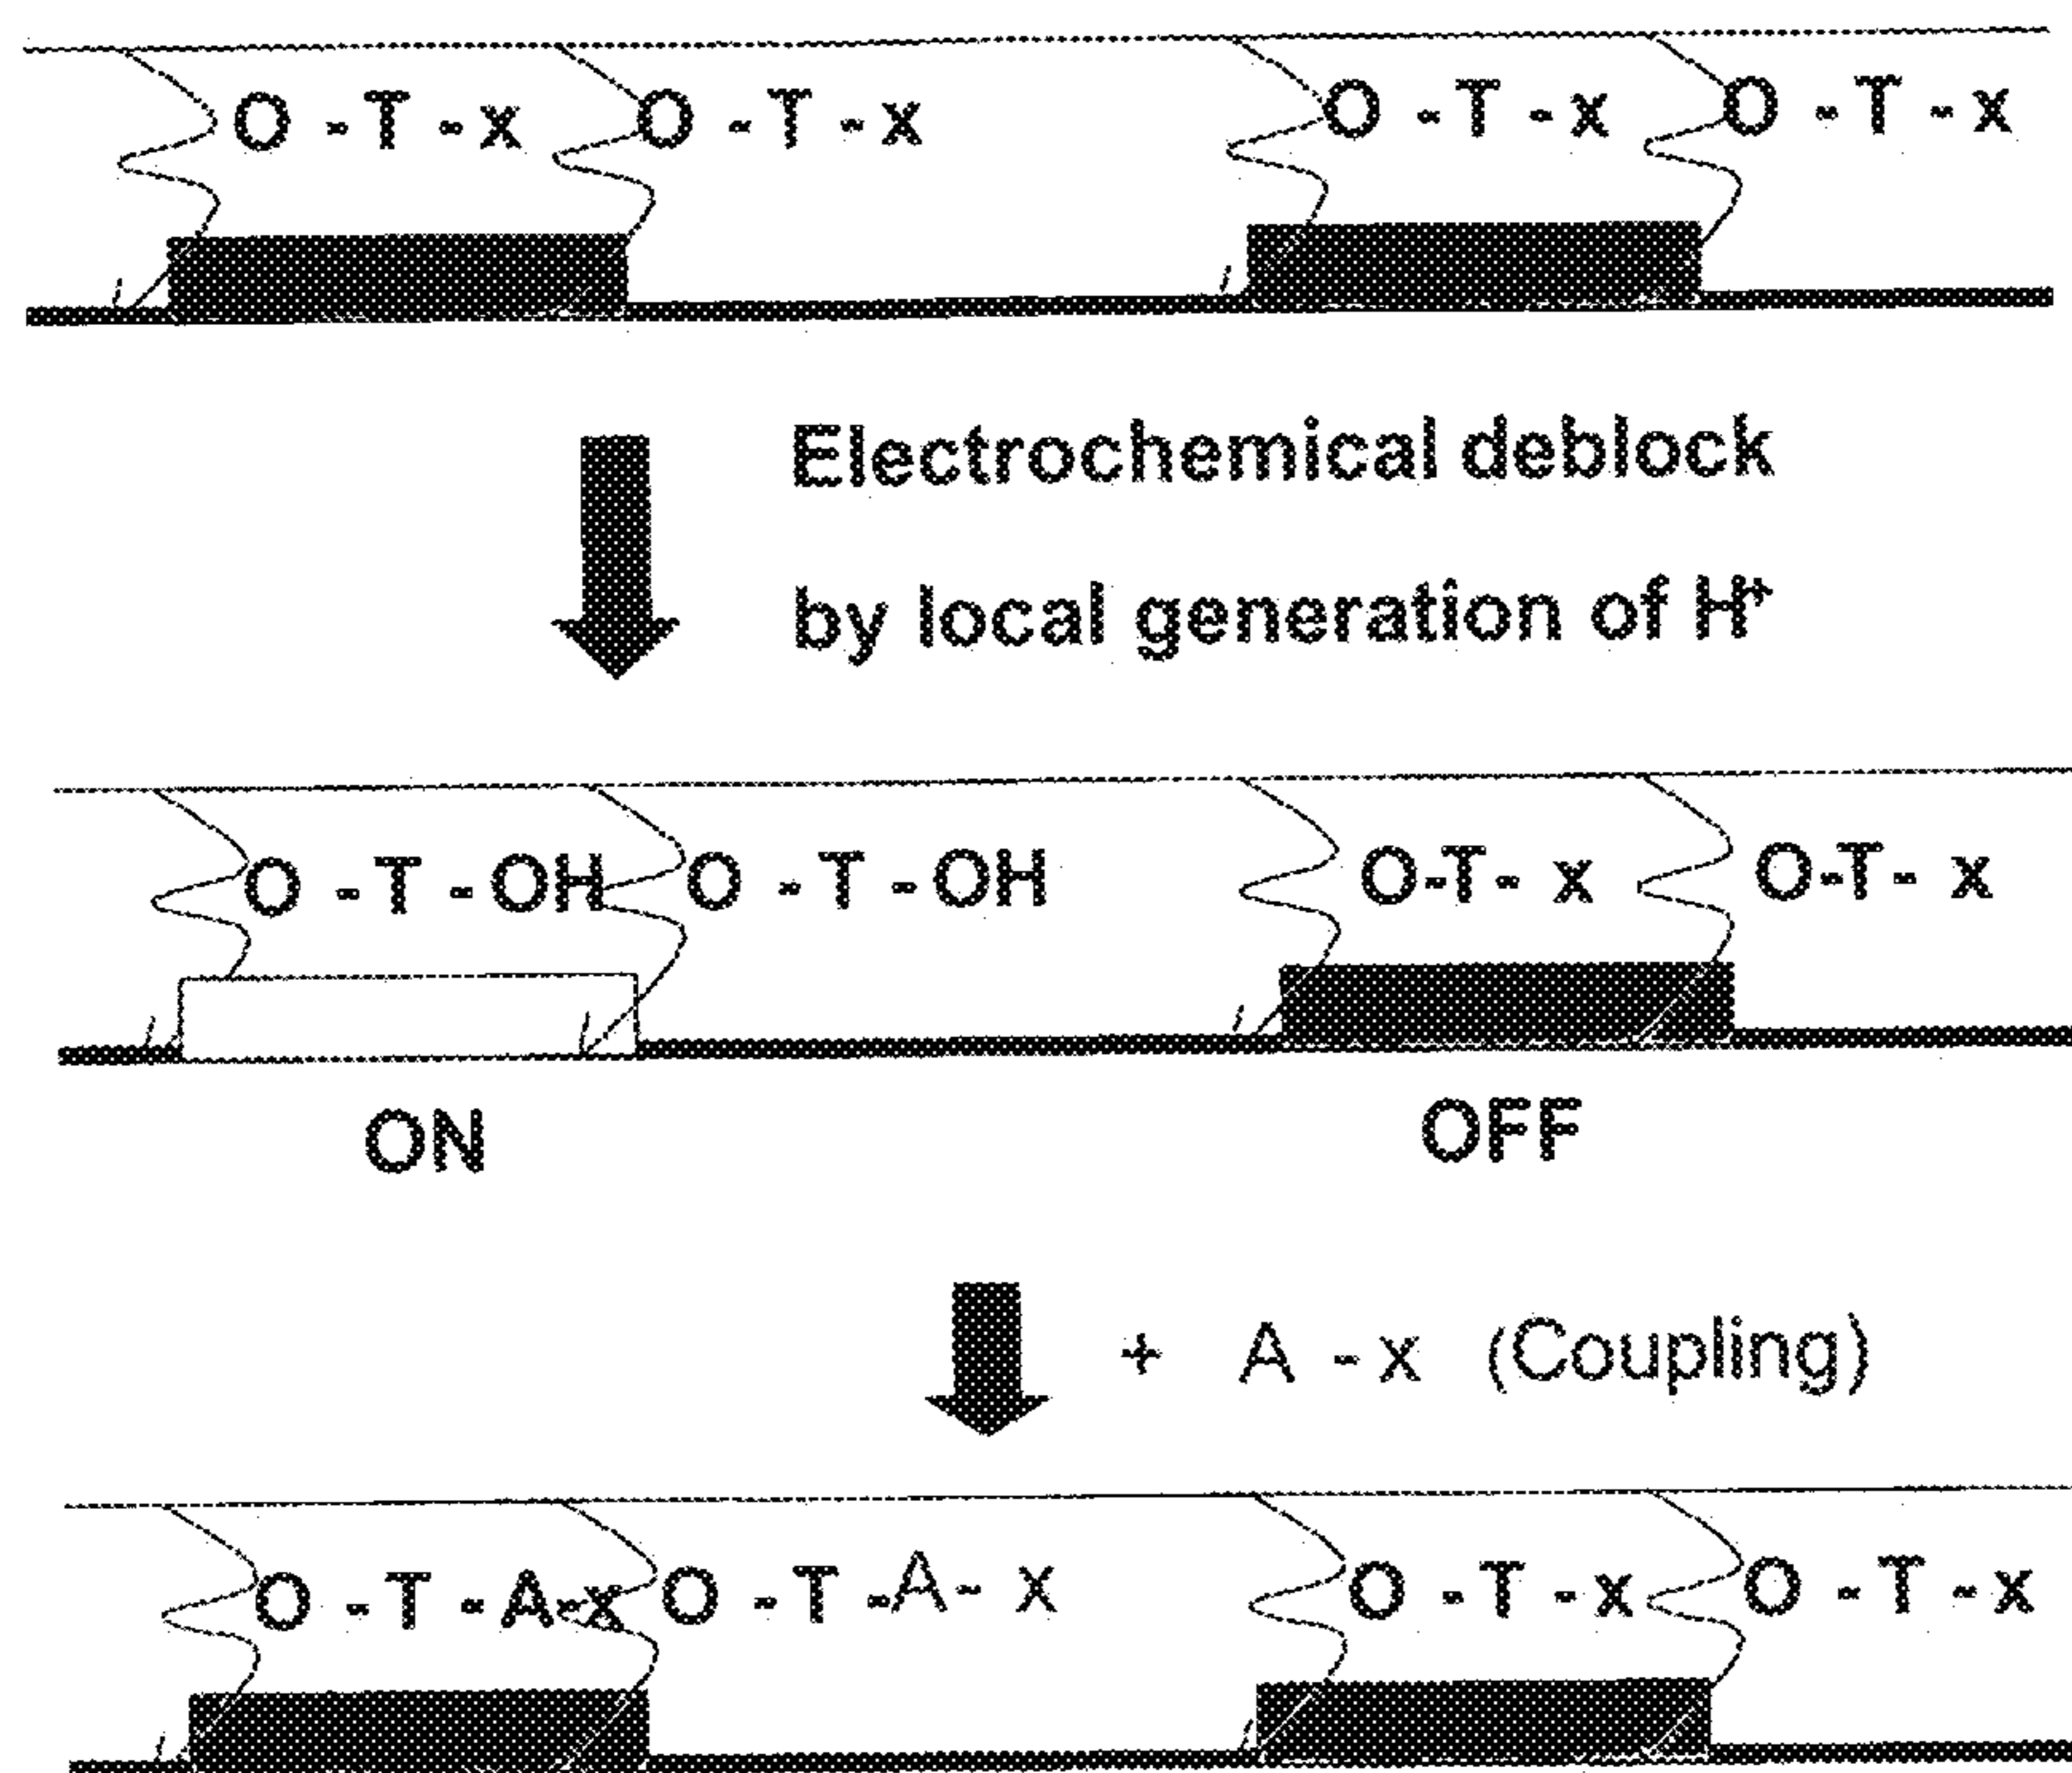 O - T - x O - T - x O - T - x O - T - x
Electrochemical deblock
by local generation of H+
O - T - OH O - T - OH O-T- x O-T- x
ON OFF
+ A - x (Coupling)
O - T - A-x O - T -A- x O - T - x O - T - x